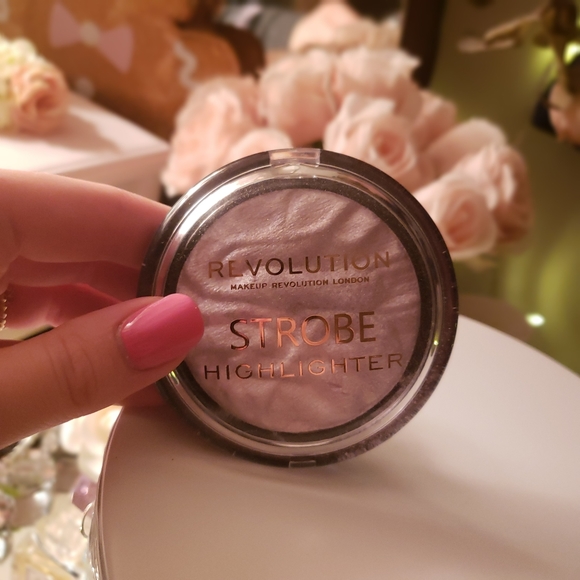 REVOLUTION
MAKEUP REVOLUTION LONDON
STROBE
HIGHLIGHTER